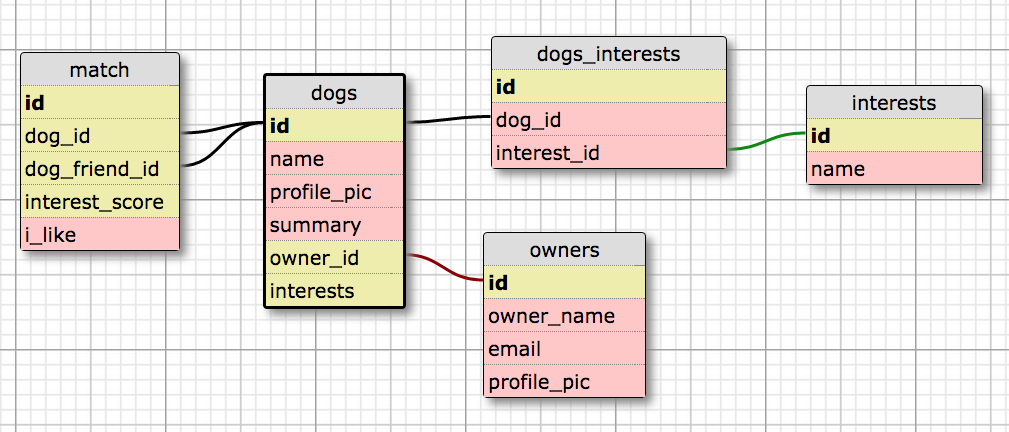 match
id
dog_id
dog_friend_id
interest_score
i_like
dogs
id
name
profile_pic
summary
owner_id
interests
dogs_interests
id
dog_id
interest_id
interests
id
name
owners
id
owner_name
email
profile_pic